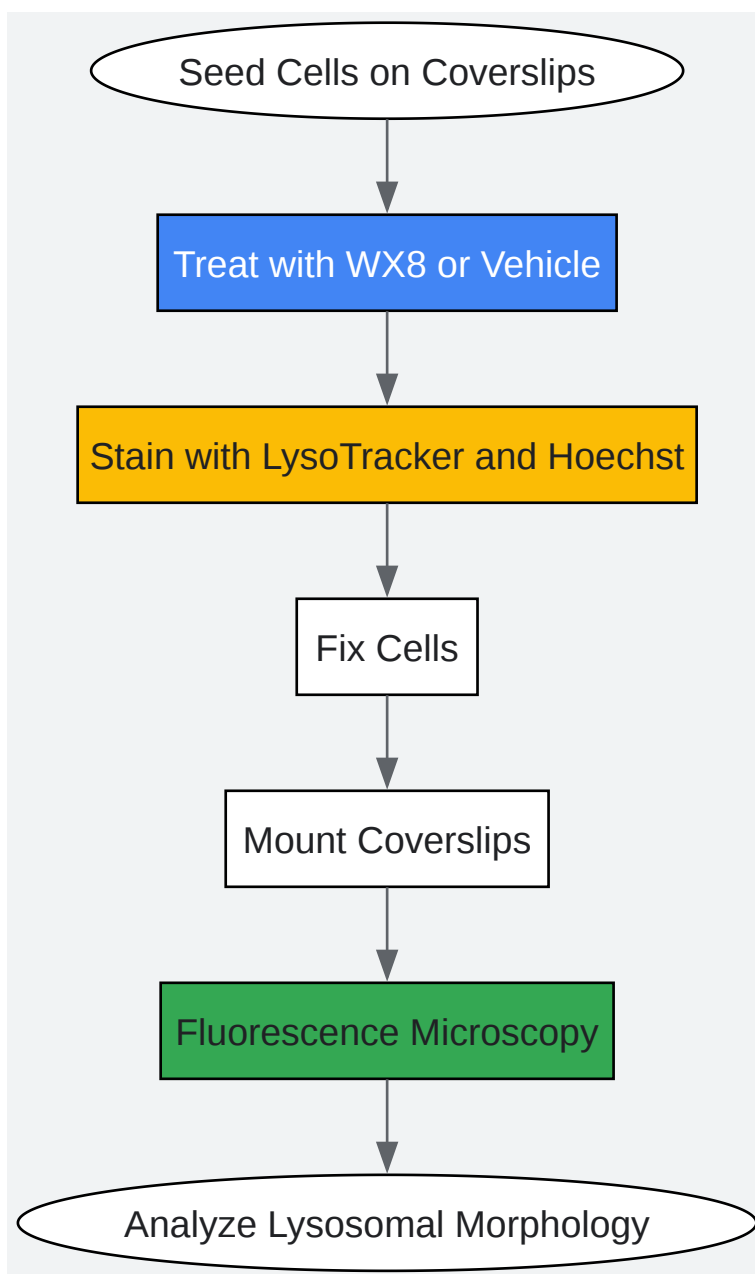 Seed Cells on Coverslips
Treat with WX8 or Vehicle
Stain with LysoTracker and Hoechst
Fix Cells
Mount Coverslips
Fluorescence Microscopy
Analyze Lysosomal Morphology